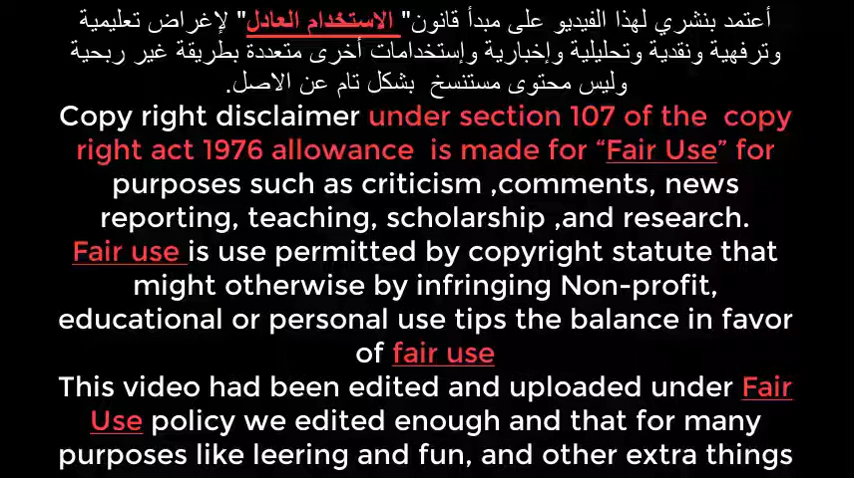 أعتمد بنشري لهذا الفيديو على مبدأ قانون" الاستخدام العادل" لإغراض تعليمية
وترفهية ونقدية وتحليلية وإخبارية وإستخدامات أخرى متعددة بطريقة غير ربحية
وليس محتوى مستنسخ بشكل تام عن الاصل.
Copy right disclaimer under section 107 of the copy
right act 1976 allowance is made for “Fair Use” for
purposes such as criticism ,comments, news
reporting, teaching, scholarship ,and research.
Fair use is use permitted by copyright statute that
might otherwise by infringing Non-profit,
educational or personal use tips the balance in favor
of fair use
This video had been edited and uploaded under Fair
Use policy we edited enough and that for many
purposes like leering and fun, and other extra things